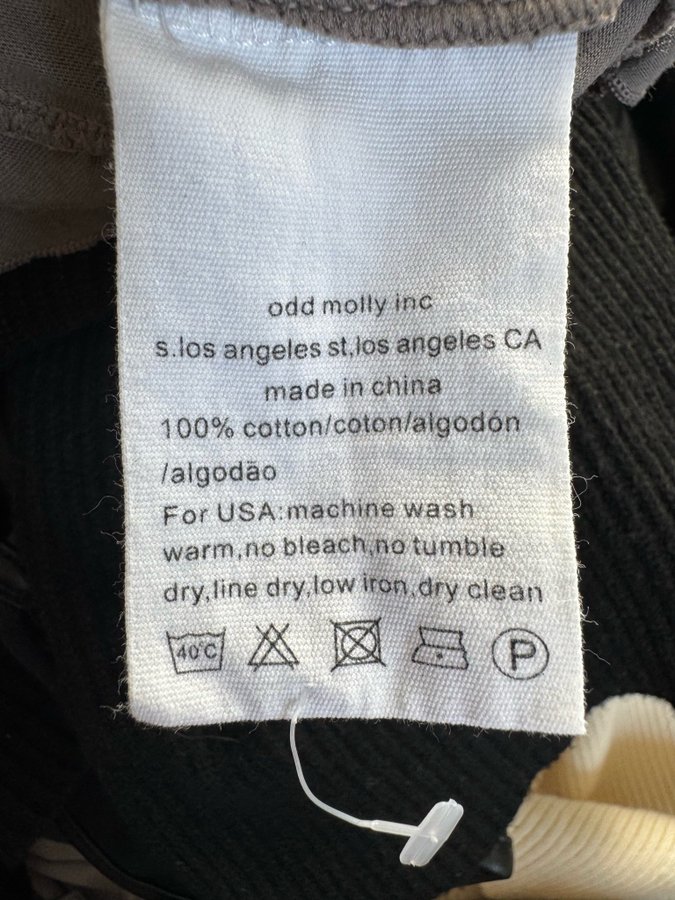 odd molly inc
s.los angeles st,los angeles CA
made in china
100% cotton/coton/algodón
/algodão
For USA:machine wash
warm,no bleach,no tumble
dry,line dry,low iron,dry clean
40°C P